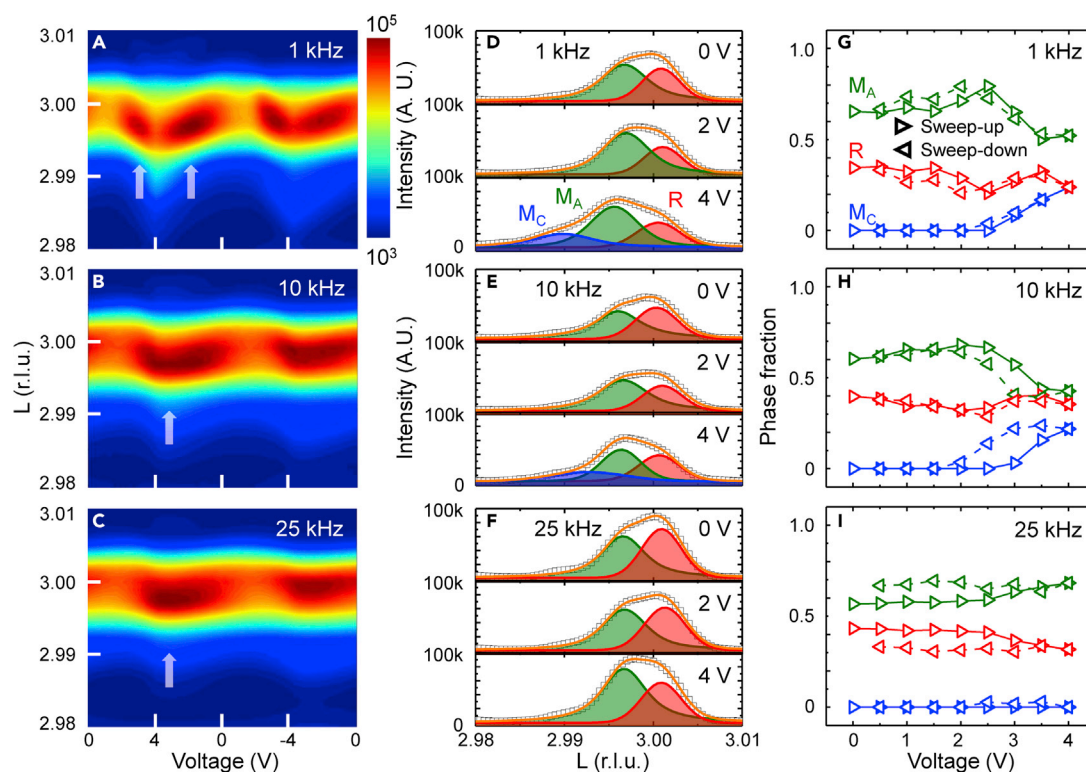 A
1 kHz
3.01
3.00
2.99
2.98
10⁵
10³
Intensity (A. U.)
B
10 kHz
3.01
3.00
2.99
2.98
L (r.l.u.)
C
25 kHz
3.01
3.00
2.99
2.98
0 4 0 -4 0
Voltage (V)
D
1 kHz
0 V
100k
2 V
100k
4 V
100k
M_C M_A R
0
E
10 kHz
0 V
100k
2 V
100k
4 V
100k
0
Intensity (A.U.)
F
25 kHz
0 V
100k
2 V
100k
4 V
100k
0
2.98 2.99 3.00 3.01
L (r.l.u.)
G
1 kHz
1.0
0.5
0
M_A
R
M_C
Sweep-up
Sweep-down
H
10 kHz
1.0
0.5
0
Phase fraction
I
25 kHz
1.0
0.5
0
0 1 2 3 4
Voltage (V)